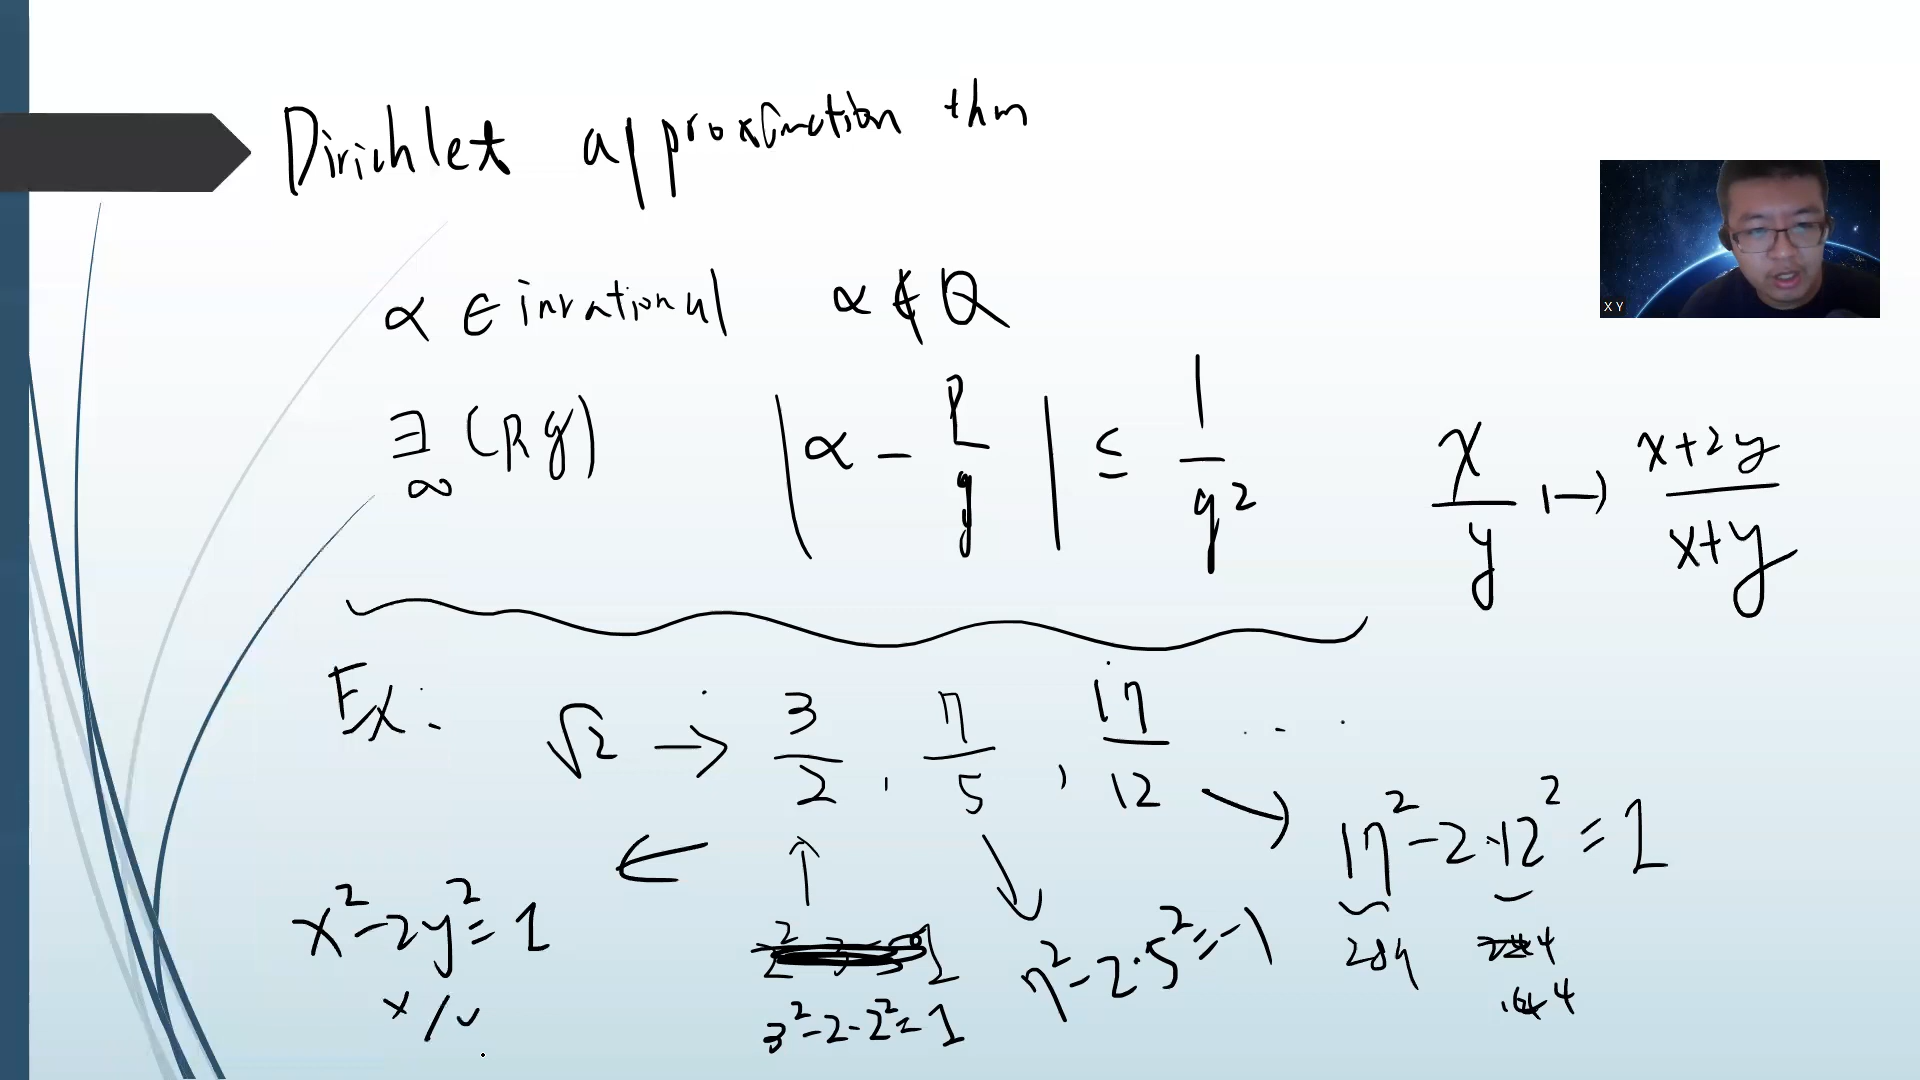 Dirichlet approximation thm
α ∈ irrational α ∉ Q
∃ (p, q) | α - p/q | ≤ 1/q²
∞
x/y ↦ (x+2y)/(x+y)
Ex: √2 → 3/2, 7/5, 17/12 ...
17² - 2·12² = 1
289
144
x² - 2y² = 1
7² - 2·5² = -1
3² - 2·2² = 1
X Y